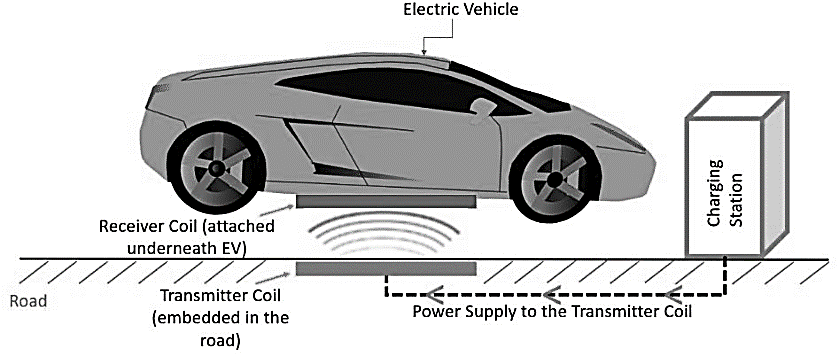 Electric Vehicle
Charging
Station
Receiver Coil (attached
underneath EV)
Road
Transmitter Coil
(embedded in the
road)
Power Supply to the Transmitter Coil